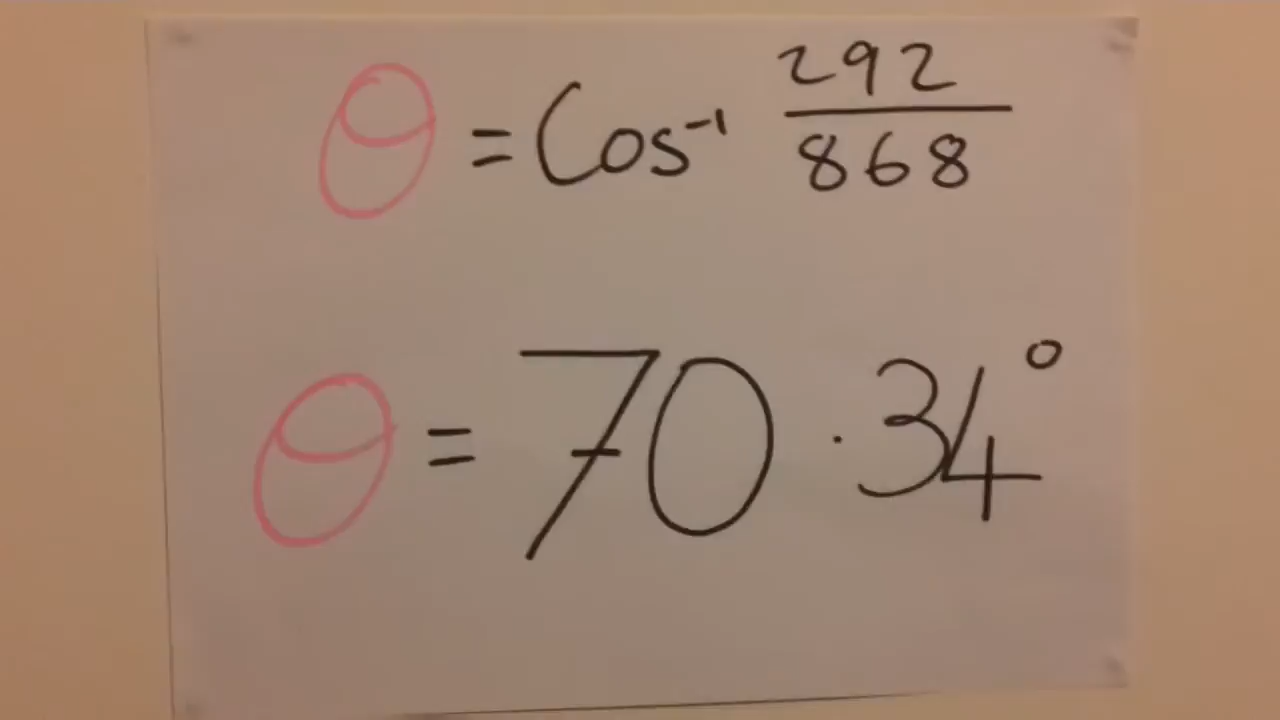 θ = Cos⁻¹ 292/868
θ = 70.34°